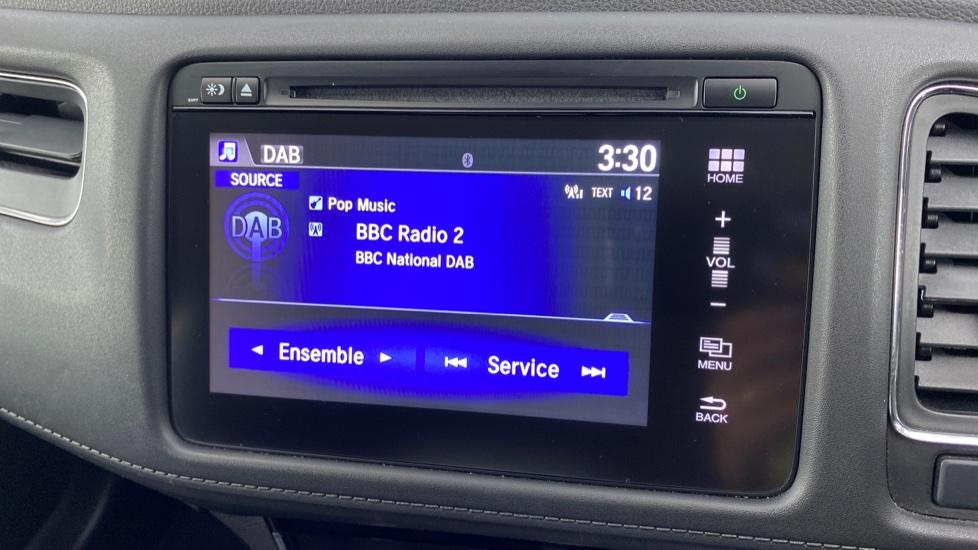 DAB
3:30
HOME
SOURCE
TEXT 12
DAB
Pop Music
BBC Radio 2
BBC National DAB
+
VOL
−
Ensemble
Service
MENU
BACK